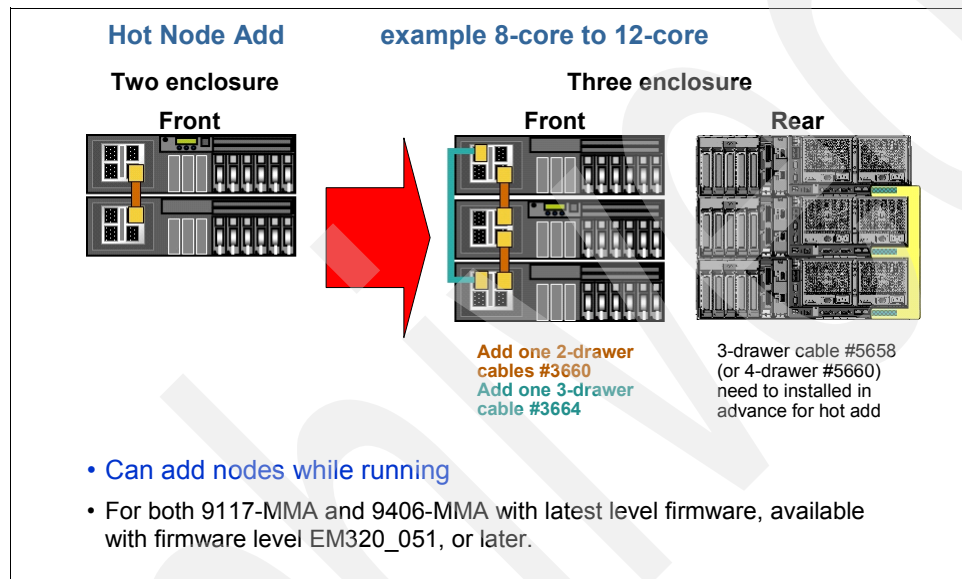 Hot Node Add example 8-core to 12-core
Two enclosure
Three enclosure
Front
Front
Rear
Add one 2-drawer
cables #3660
Add one 3-drawer
cable #3664
3-drawer cable #5658
(or 4-drawer #5660)
need to installed in
advance for hot add
• Can add nodes while running
• For both 9117-MMA and 9406-MMA with latest level firmware, available
with firmware level EM320_051, or later.